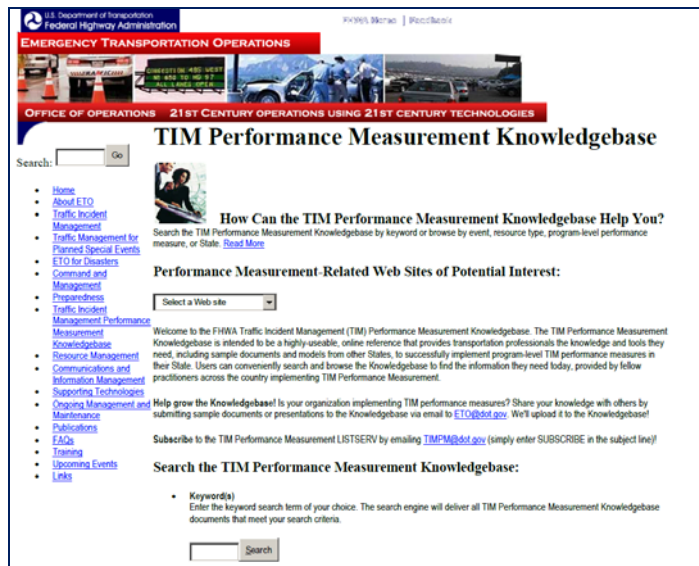 U.S. Department of Transportation
Federal Highway Administration
FHWA Home | Feedback
EMERGENCY TRANSPORTATION OPERATIONS
TRAFFIC
CONNECTION 495 WEST
ALL LANES OPEN
OFFICE OF OPERATIONS 21ST CENTURY OPERATIONS USING 21ST CENTURY TECHNOLOGIES
TIM Performance Measurement Knowledgebase
Search:
Go
Home
About ETO
Traffic Incident
Management
Traffic Management for
Planned Special Events
ETO for Disasters
Command and
Management
Preparedness
Traffic Incident
Management Performance
Measurement
Knowledgebase
Resource Management
Communications and
Information Management
Supporting Technologies
Ongoing Management and
Maintenance
Publications
FAQs
Training
Upcoming Events
Links
How Can the TIM Performance Measurement Knowledgebase Help You?
Search the TIM Performance Measurement Knowledgebase by keyword or browse by event, resource type, program-level performance
measure, or State. Read More
Performance Measurement-Related Web Sites of Potential Interest:
Select a Web site
Welcome to the FHWA Traffic Incident Management (TIM) Performance Measurement Knowledgebase. The TIM Performance Measurement
Knowledgebase is intended to be a highly-useable, online reference that provides transportation professionals the knowledge and tools they
need, including sample documents and models from other States, to successfully implement program-level TIM performance measures in
their State. Users can conveniently search and browse the Knowledgebase to find the information they need today, provided by fellow
practitioners across the country implementing TIM Performance Measurement.
Help grow the Knowledgebase! Is your organization implementing TIM performance measures? Share your knowledge with others by
submitting sample documents or presentations to the Knowledgebase via email to ETO@dot.gov. We'll upload it to the Knowledgebase!
Subscribe to the TIM Performance Measurement LISTSERV by emailing TIMPM@dot.gov (simply enter SUBSCRIBE in the subject line)!
Search the TIM Performance Measurement Knowledgebase:
Keyword(s)
Enter the keyword search term of your choice. The search engine will deliver all TIM Performance Measurement Knowledgebase
documents that meet your search criteria.
Search